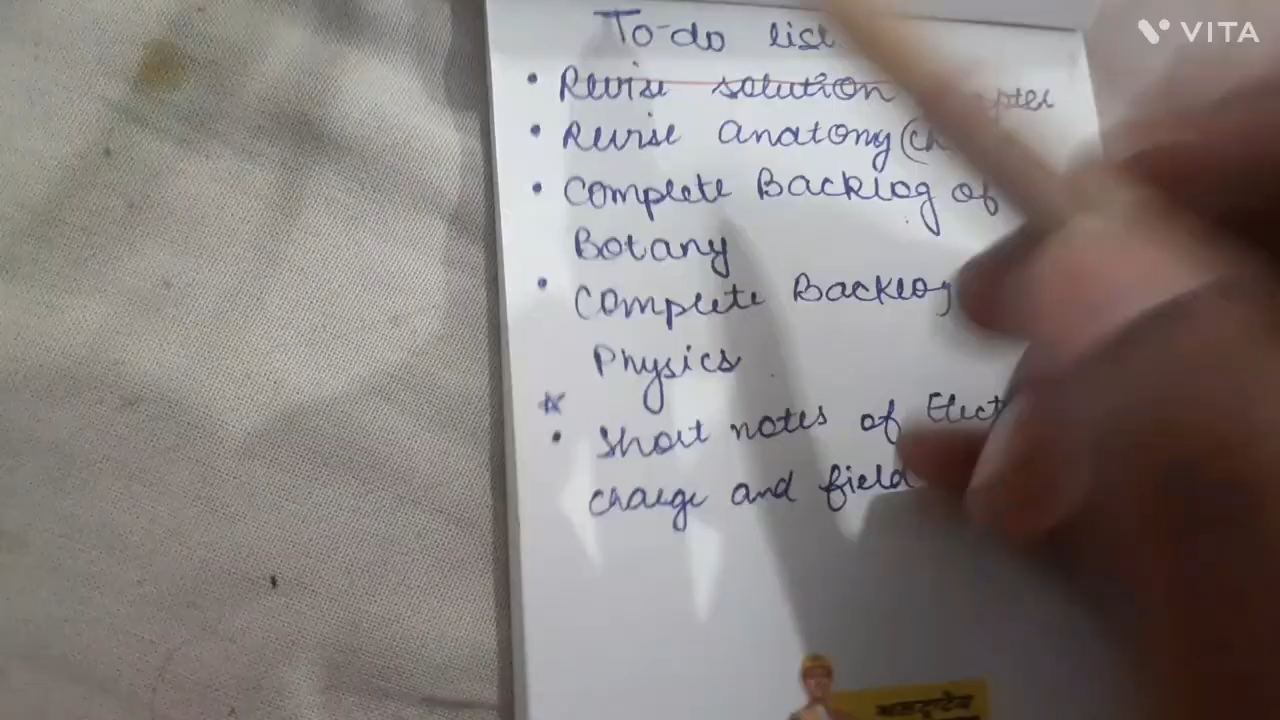 VITA
To-do list
• Revise solution
• Revise anatomy
• Complete Backlog of
Botany
• Complete Backlog
Physics
• Short notes of
charge and field